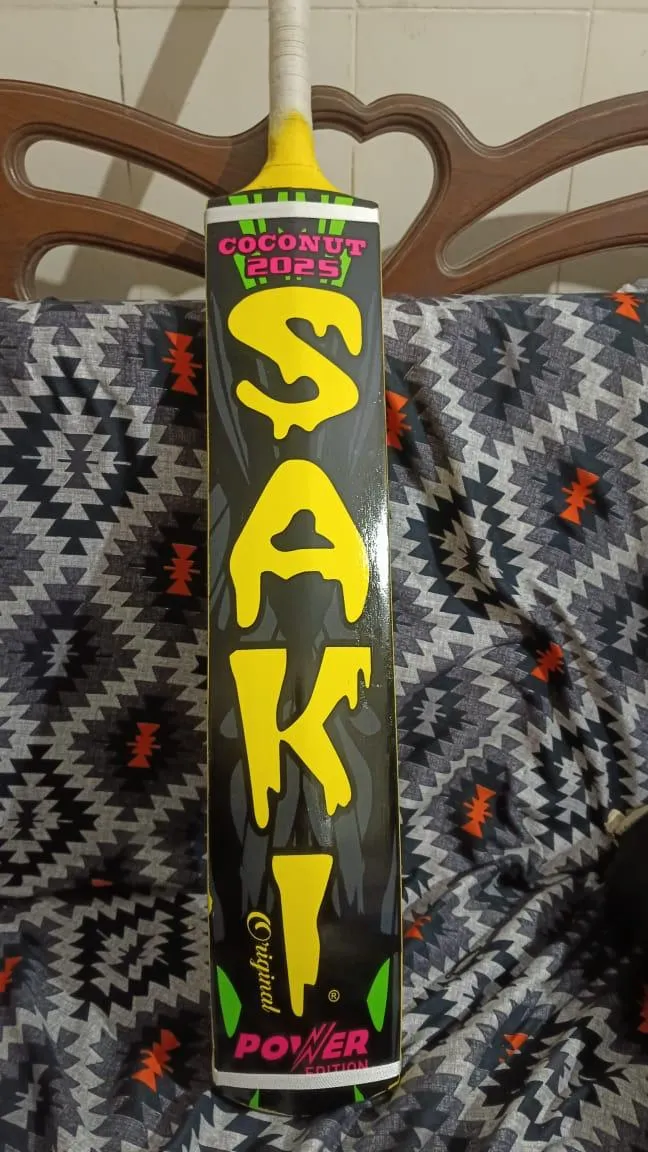 COCONUT
2025
SAKI
Original
®
POWER
EDITION